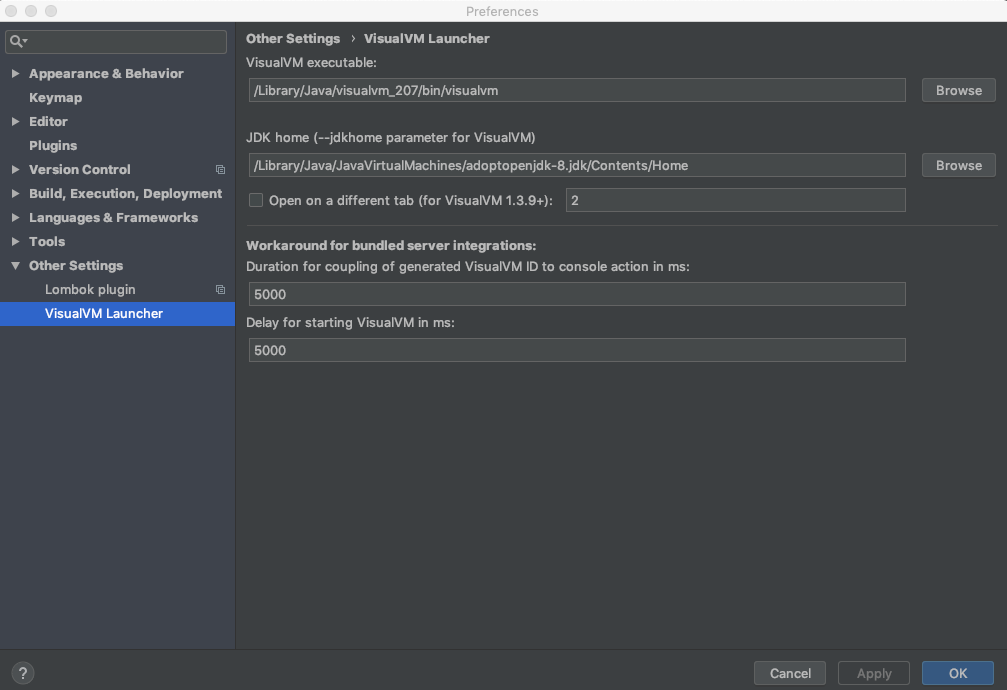 Preferences
Appearance & Behavior
Keymap
Editor
Plugins
Version Control
Build, Execution, Deployment
Languages & Frameworks
Tools
Other Settings
Lombok plugin
VisualVM Launcher
Other Settings › VisualVM Launcher
VisualVM executable:
/Library/Java/visualvm_207/bin/visualvm Browse
JDK home (--jdkhome parameter for VisualVM)
/Library/Java/JavaVirtualMachines/adoptopenjdk-8.jdk/Contents/Home Browse
Open on a different tab (for VisualVM 1.3.9+): 2
Workaround for bundled server integrations:
Duration for coupling of generated VisualVM ID to console action in ms:
5000
Delay for starting VisualVM in ms:
5000
? Cancel Apply OK